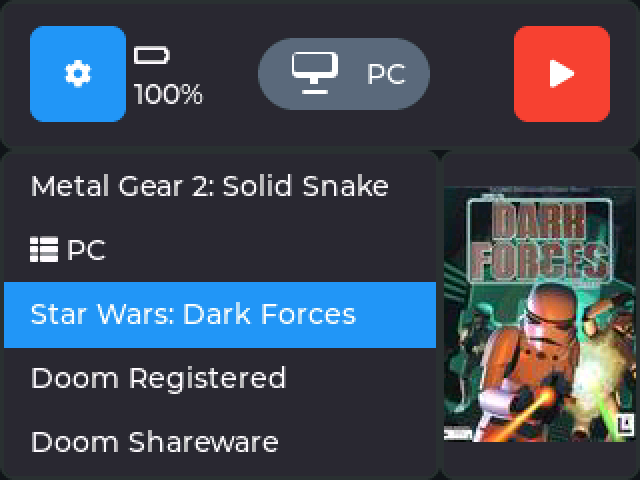 100%
PC
Metal Gear 2: Solid Snake
PC
Star Wars: Dark Forces
Doom Registered
Doom Shareware
DARK
FORCES